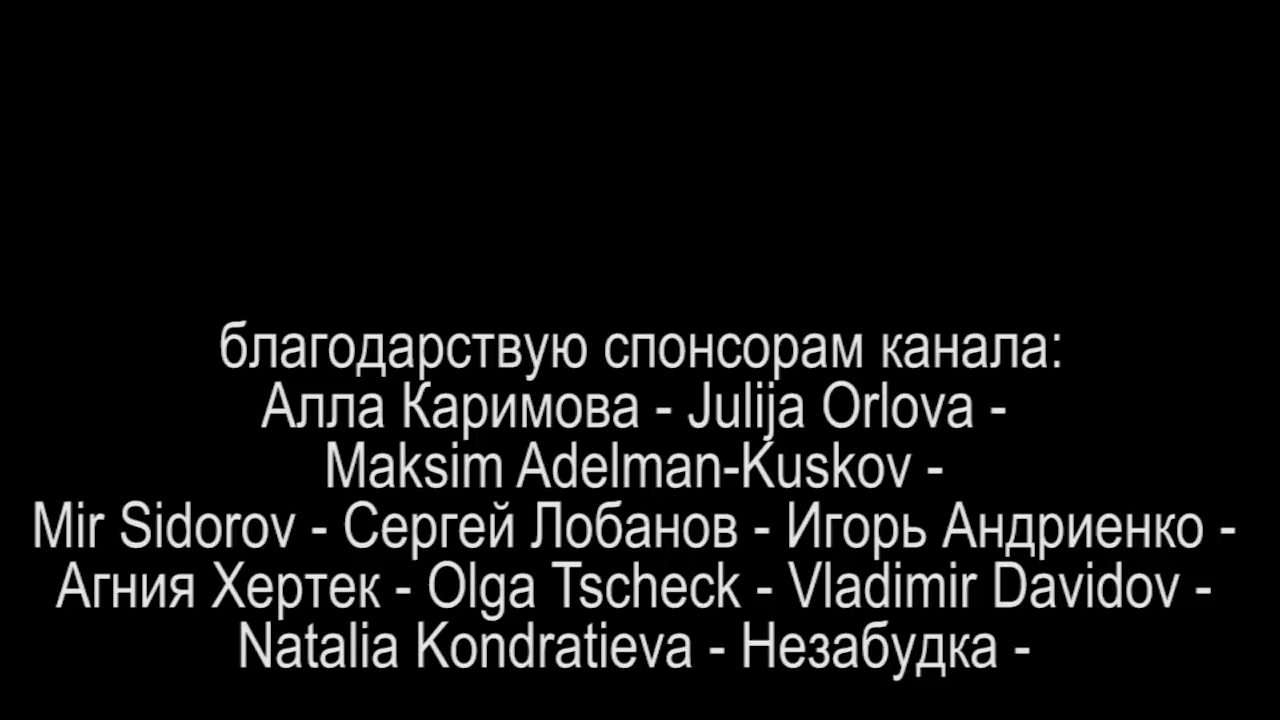 благодарствую спонсорам канала:
Алла Каримова - Julija Orlova -
Maksim Adelman-Kuskov -
Mir Sidorov - Сергей Лобанов - Игорь Андриенко -
Агния Хертек - Olga Tscheck - Vladimir Davidov -
Natalia Kondratieva - Незабудка -